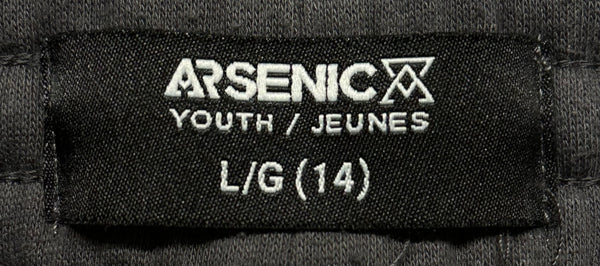 ARSENIC
YOUTH / JEUNES
L/G (14)